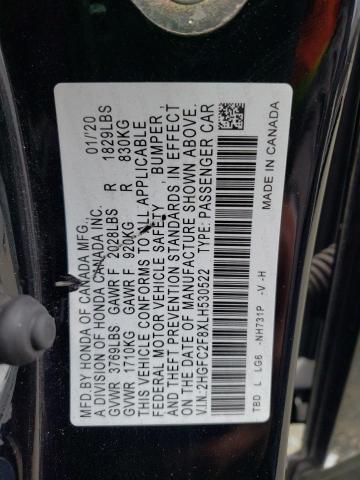 MFD.BY HONDA OF CANADA MFG.,
A DIVISION OF HONDA CANADA INC. 01/'20
GVWR 3769LBS GAWR F 2028LBS R 1829LBS
GVWR 1710KG GAWR F 920KG R 830KG
THIS VEHICLE CONFORMS TO ALL APPLICABLE
FEDERAL MOTOR VEHICLE SAFETY, BUMPER,
AND THEFT PREVENTION STANDARDS IN EFFECT
ON THE DATE OF MANUFACTURE SHOWN ABOVE.
V.I.N.:2HGFC2F8XLH530522 TYPE:PASSENGER CAR
TBD L LG6 -NH731P -V -H MADE IN CANADA